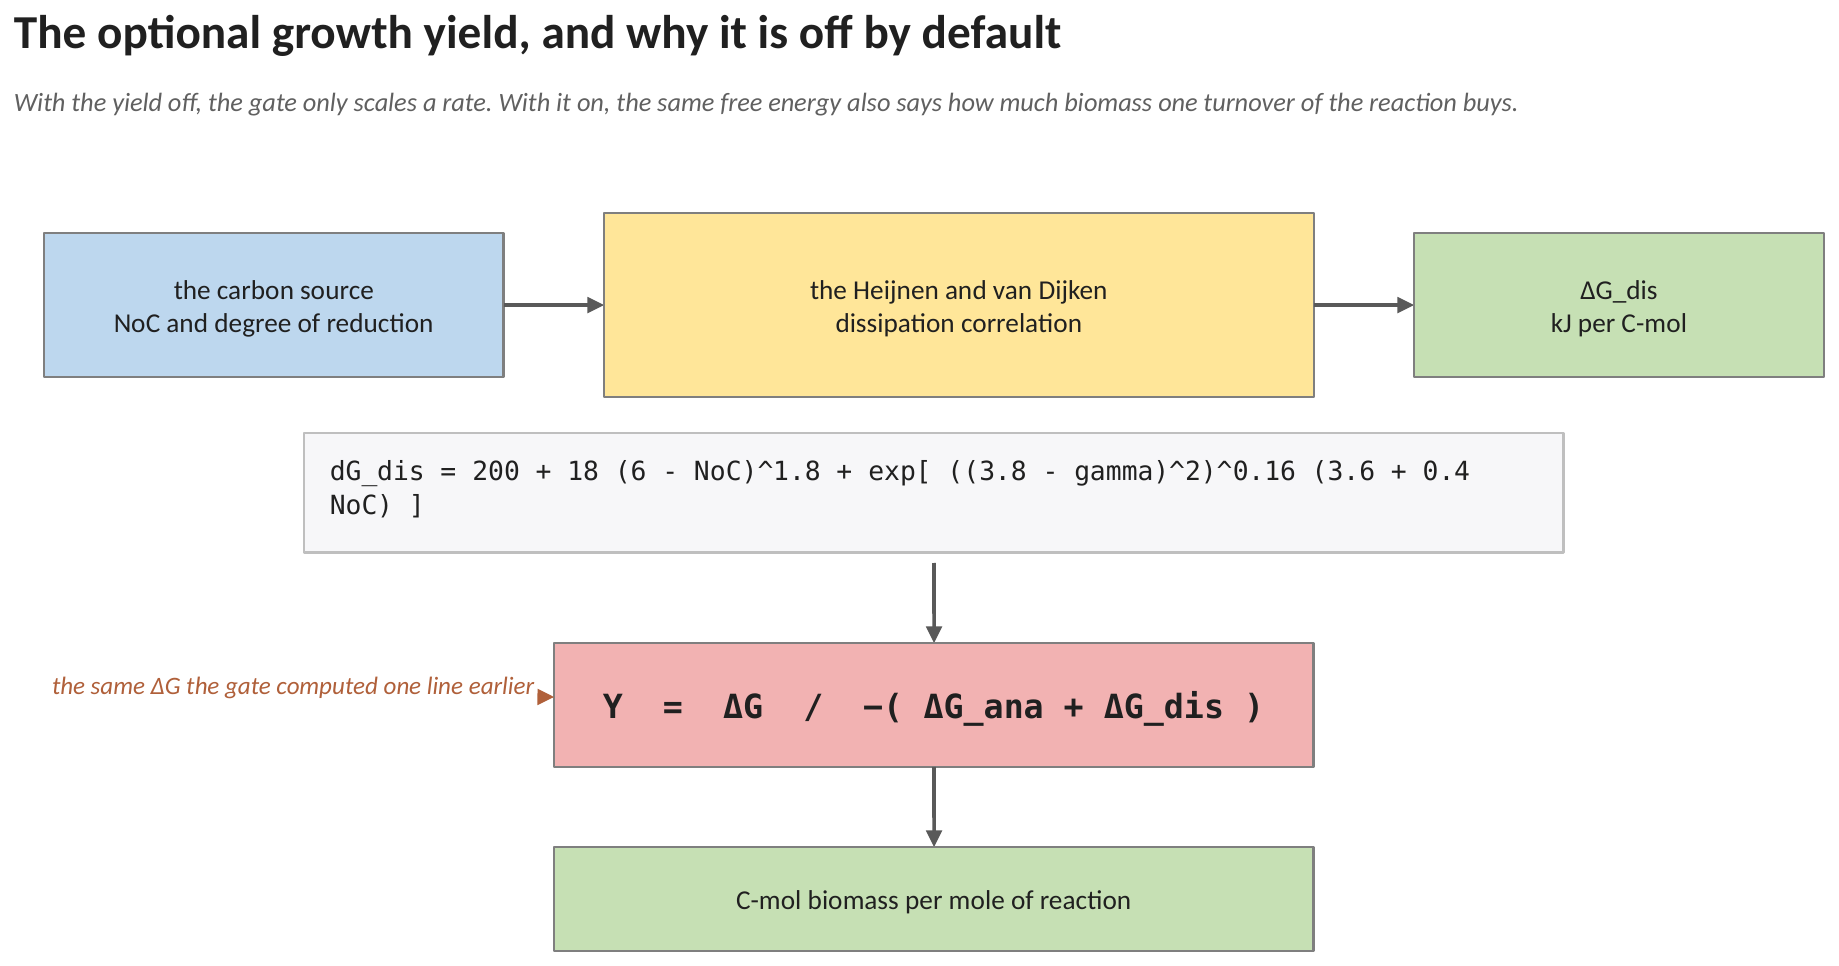 The optional growth yield, and why it is off by default
With the yield off, the gate only scales a rate. With it on, the same free energy also says how much biomass one turnover of the reaction buys.
the carbon source
NoC and degree of reduction
the Heijnen and van Dijken
dissipation correlation
ΔG_dis
kJ per C-mol
dG_dis = 200 + 18 (6 - NoC)^1.8 + exp[ ((3.8 - gamma)^2)^0.16 (3.6 + 0.4
NoC) ]
the same ΔG the gate computed one line earlier
Y = ΔG / −( ΔG_ana + ΔG_dis )
C-mol biomass per mole of reaction